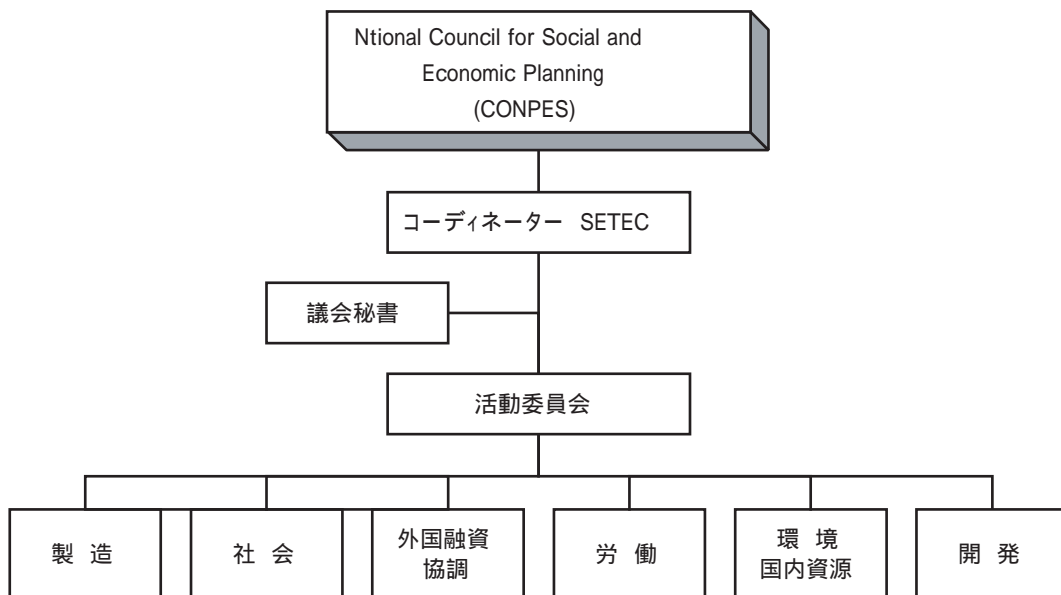 Ntional Council for Social and
Economic Planning
(CONPES)
コーディネーター SETEC
議会秘書
活動委員会
製 造
社 会
外国融資
協調
労 働
環 境
国内資源
開 発